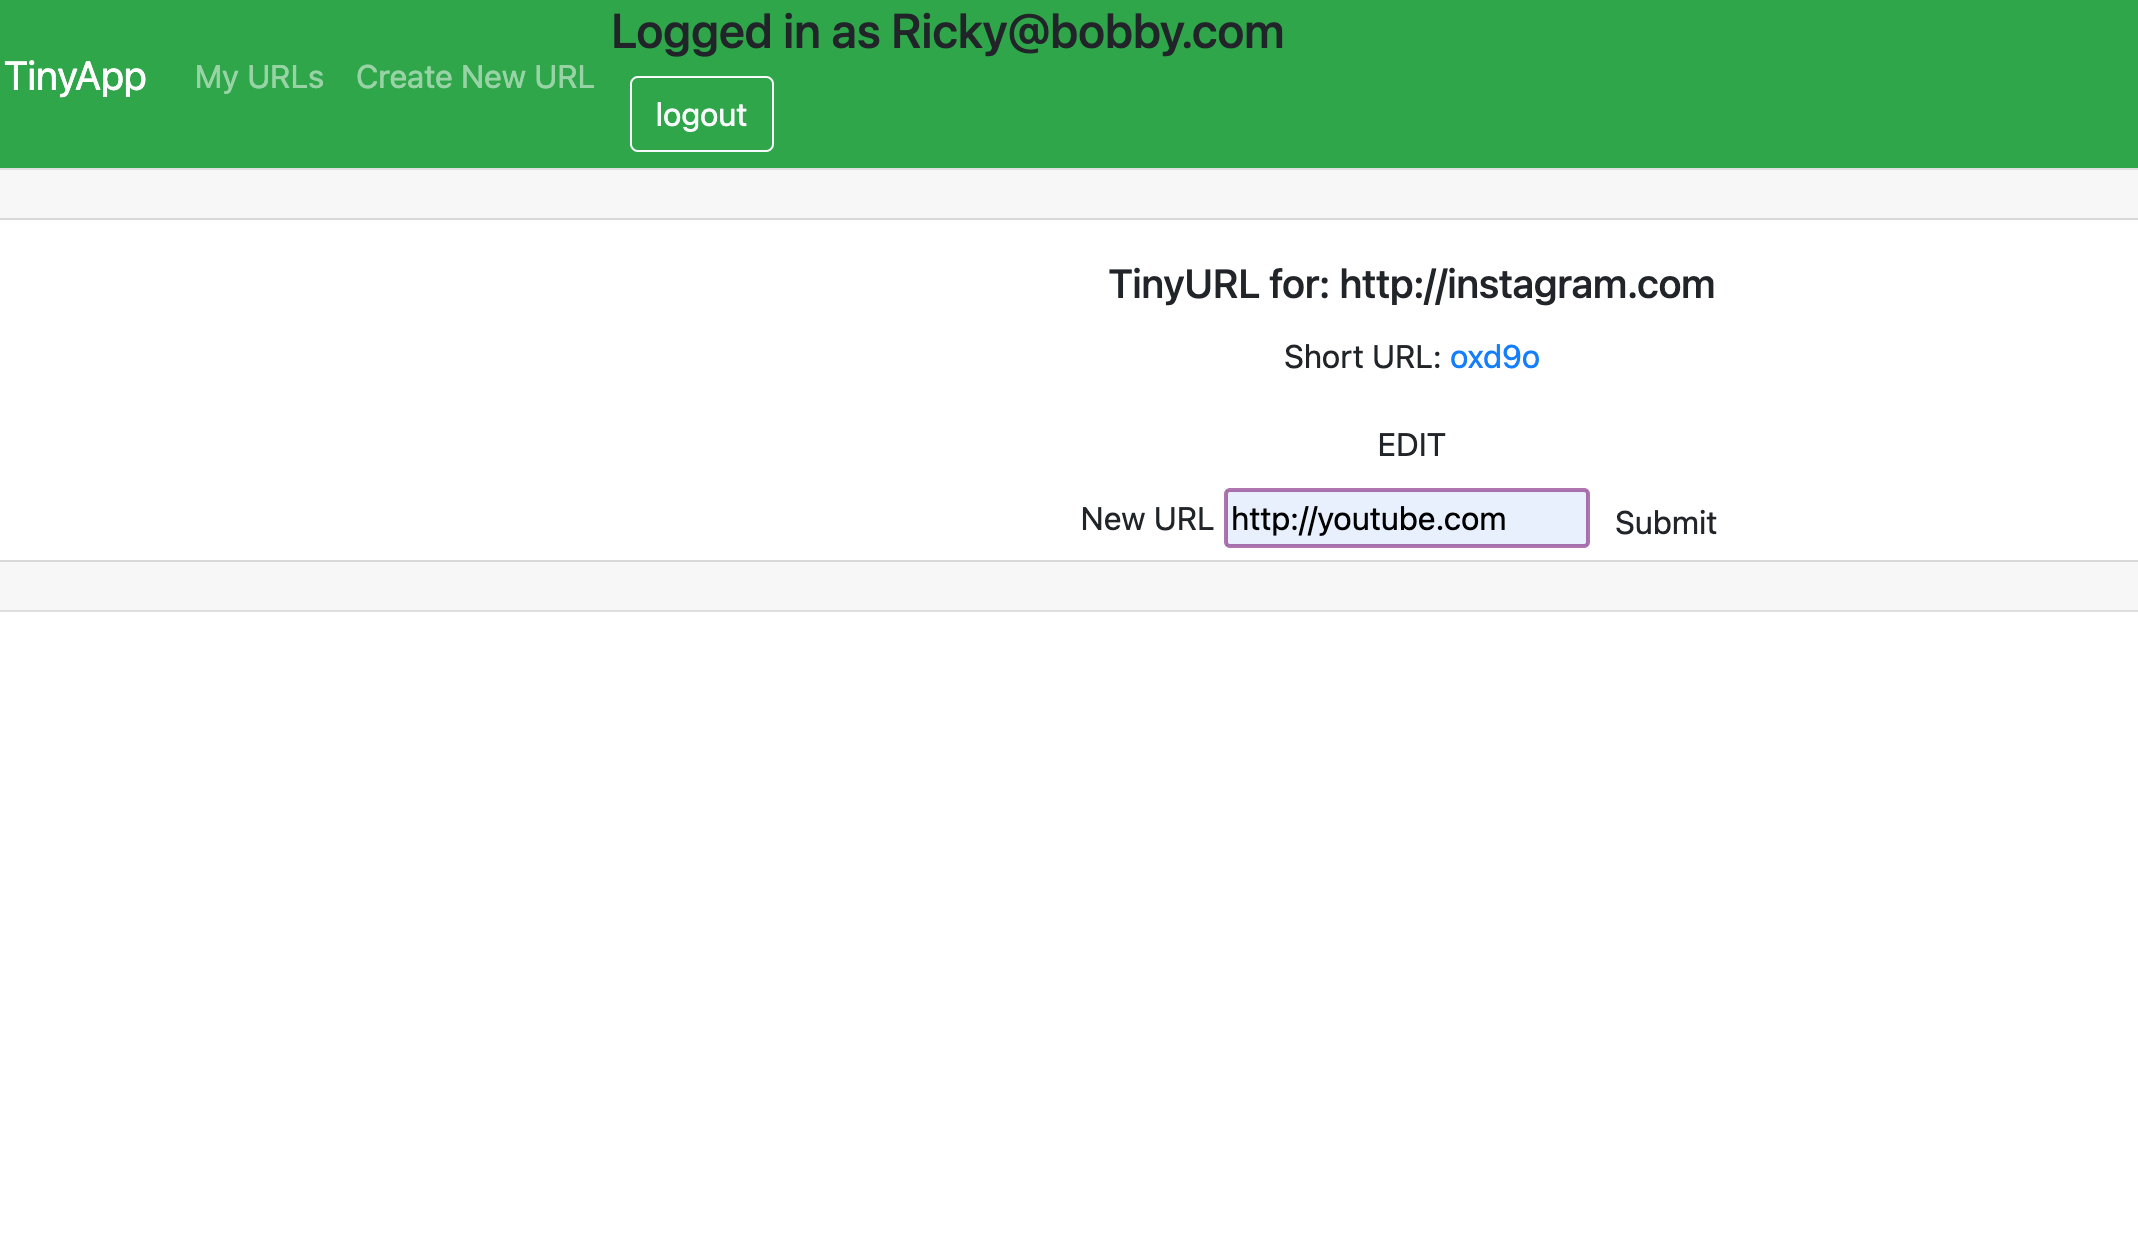 Logged in as Ricky@bobby.com
TinyApp My URLs Create New URL
logout
TinyURL for: http://instagram.com
Short URL: oxd9o
EDIT
New URL http://youtube.com Submit